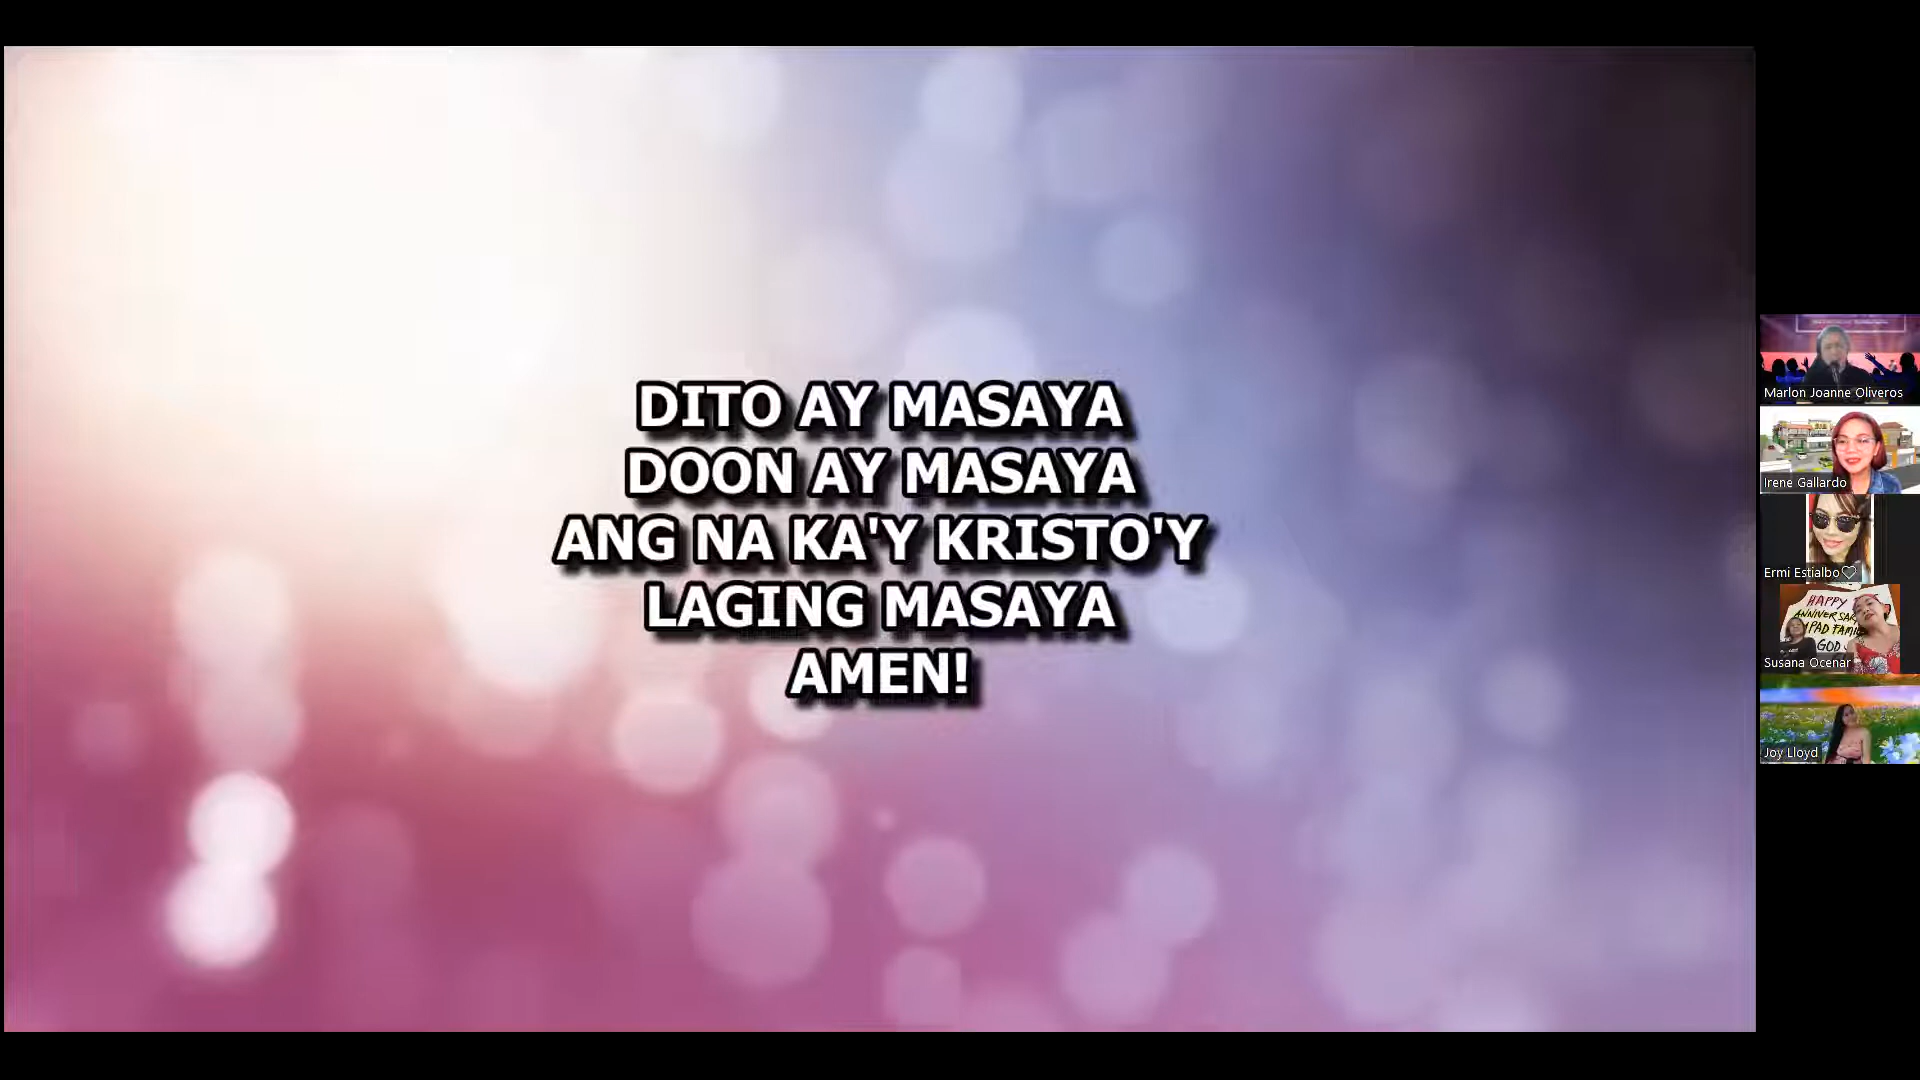 DITO AY MASAYA
DOON AY MASAYA
ANG NA KA'Y KRISTO'Y
LAGING MASAYA
AMEN!
Marlon Joanne Oliveros
Irene Gallardo
Ermi Estialbo♡
HAPPY
GOD
Susana Ocenar
Joy Lloyd